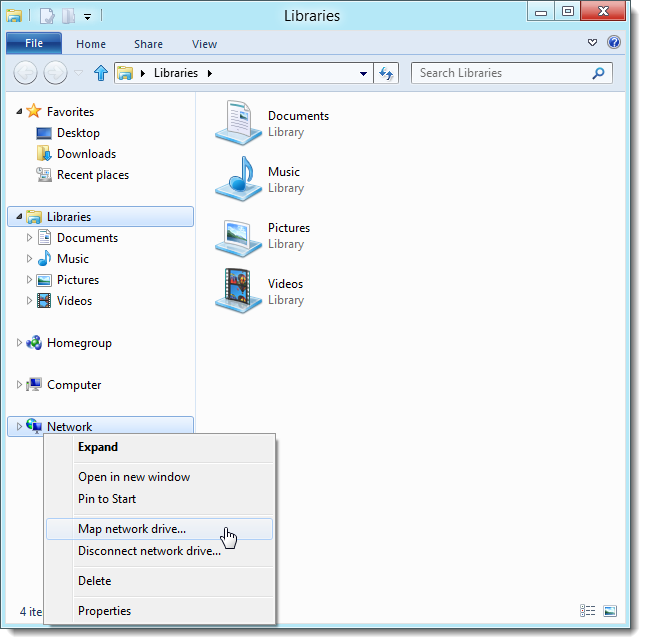 Libraries
File Home Share View
Libraries
Search Libraries
Favorites
Desktop
Downloads
Recent places
Libraries
Documents
Music
Pictures
Videos
Homegroup
Computer
Network
Documents
Library
Music
Library
Pictures
Library
Videos
Library
Expand
Open in new window
Pin to Start
Map network drive...
Disconnect network drive...
Delete
Properties
4 ite